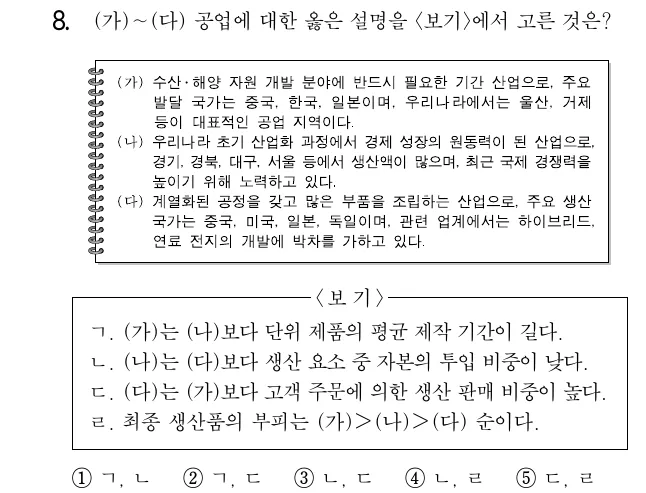 8. (가)~(다) 공업에 대한 옳은 설명을 <보기>에서 고른 것은?
(가) 수산·해양 자원 개발 분야에 반드시 필요한 기간 산업으로, 주요
발달 국가는 중국, 한국, 일본이며, 우리나라에서는 울산, 거제
등이 대표적인 공업 지역이다.
(나) 우리나라 초기 산업화 과정에서 경제 성장의 원동력이 된 산업으로,
경기, 경북, 대구, 서울 등에서 생산액이 많으며, 최근 국제 경쟁력을
높이기 위해 노력하고 있다.
(다) 계열화된 공정을 갖고 많은 부품을 조립하는 산업으로, 주요 생산
국가는 중국, 미국, 일본, 독일이며, 관련 업계에서는 하이브리드,
연료 전지의 개발에 박차를 가하고 있다.
<보기>
ㄱ. (가)는 (나)보다 단위 제품의 평균 제작 기간이 길다.
ㄴ. (나)는 (다)보다 생산 요소 중 자본의 투입 비중이 낮다.
ㄷ. (다)는 (가)보다 고객 주문에 의한 생산 판매 비중이 높다.
ㄹ. 최종 생산품의 부피는 (가)>(나)>(다) 순이다.
① ㄱ, ㄴ ② ㄱ, ㄷ ③ ㄴ, ㄷ ④ ㄴ, ㄹ ⑤ ㄷ, ㄹ